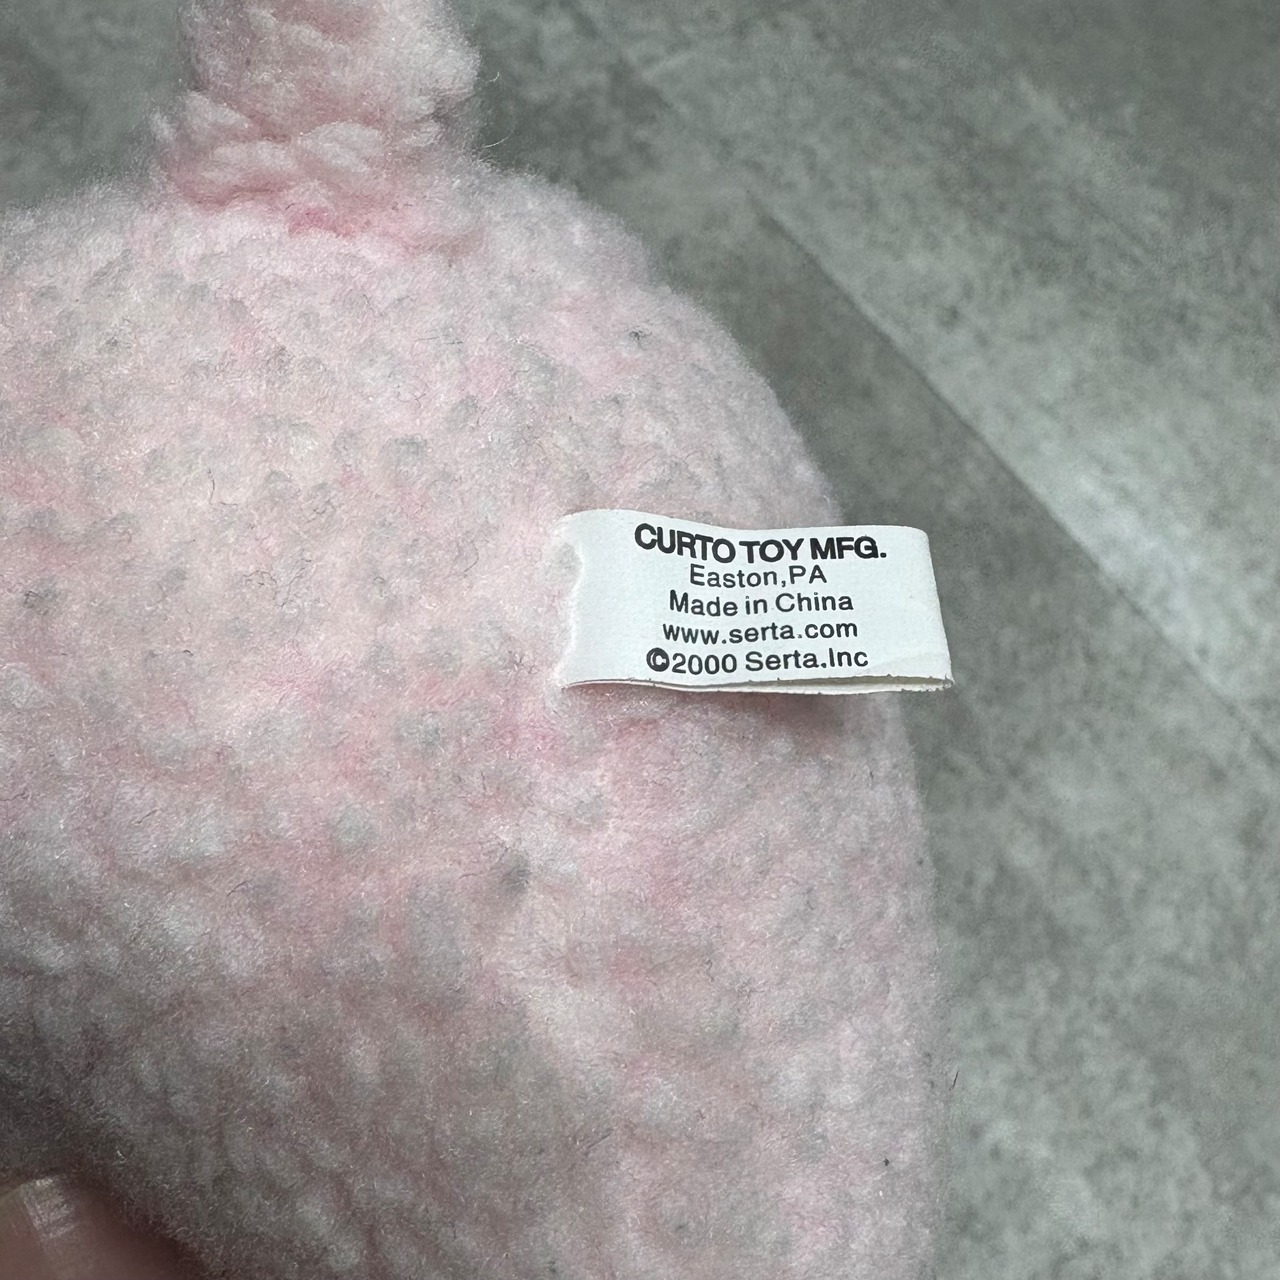 CURTO TOY MFG.
Easton,PA
Made in China
www.serta.com
©2000 Serta.Inc